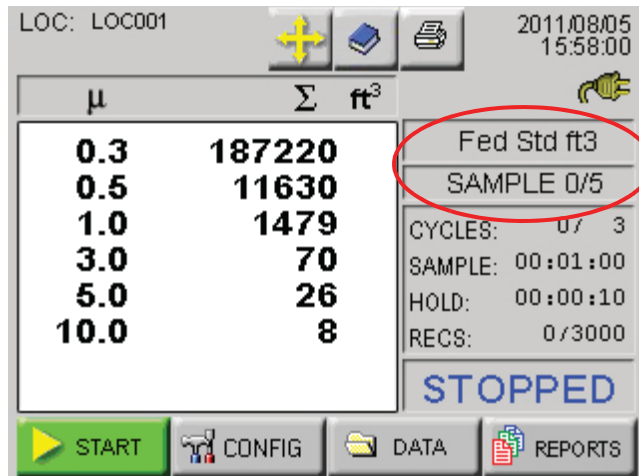 LOC: LOC001
2011/08/05
15:58:00
µ Σ ft³
Fed Std ft3
SAMPLE 0/5
0.3 187220
0.5 11630
1.0 1479
3.0 70
5.0 26
10.0 8
CYCLES: 0/ 3
SAMPLE: 00:01:00
HOLD: 00:00:10
RECS: 0/3000
STOPPED
START CONFIG DATA REPORTS